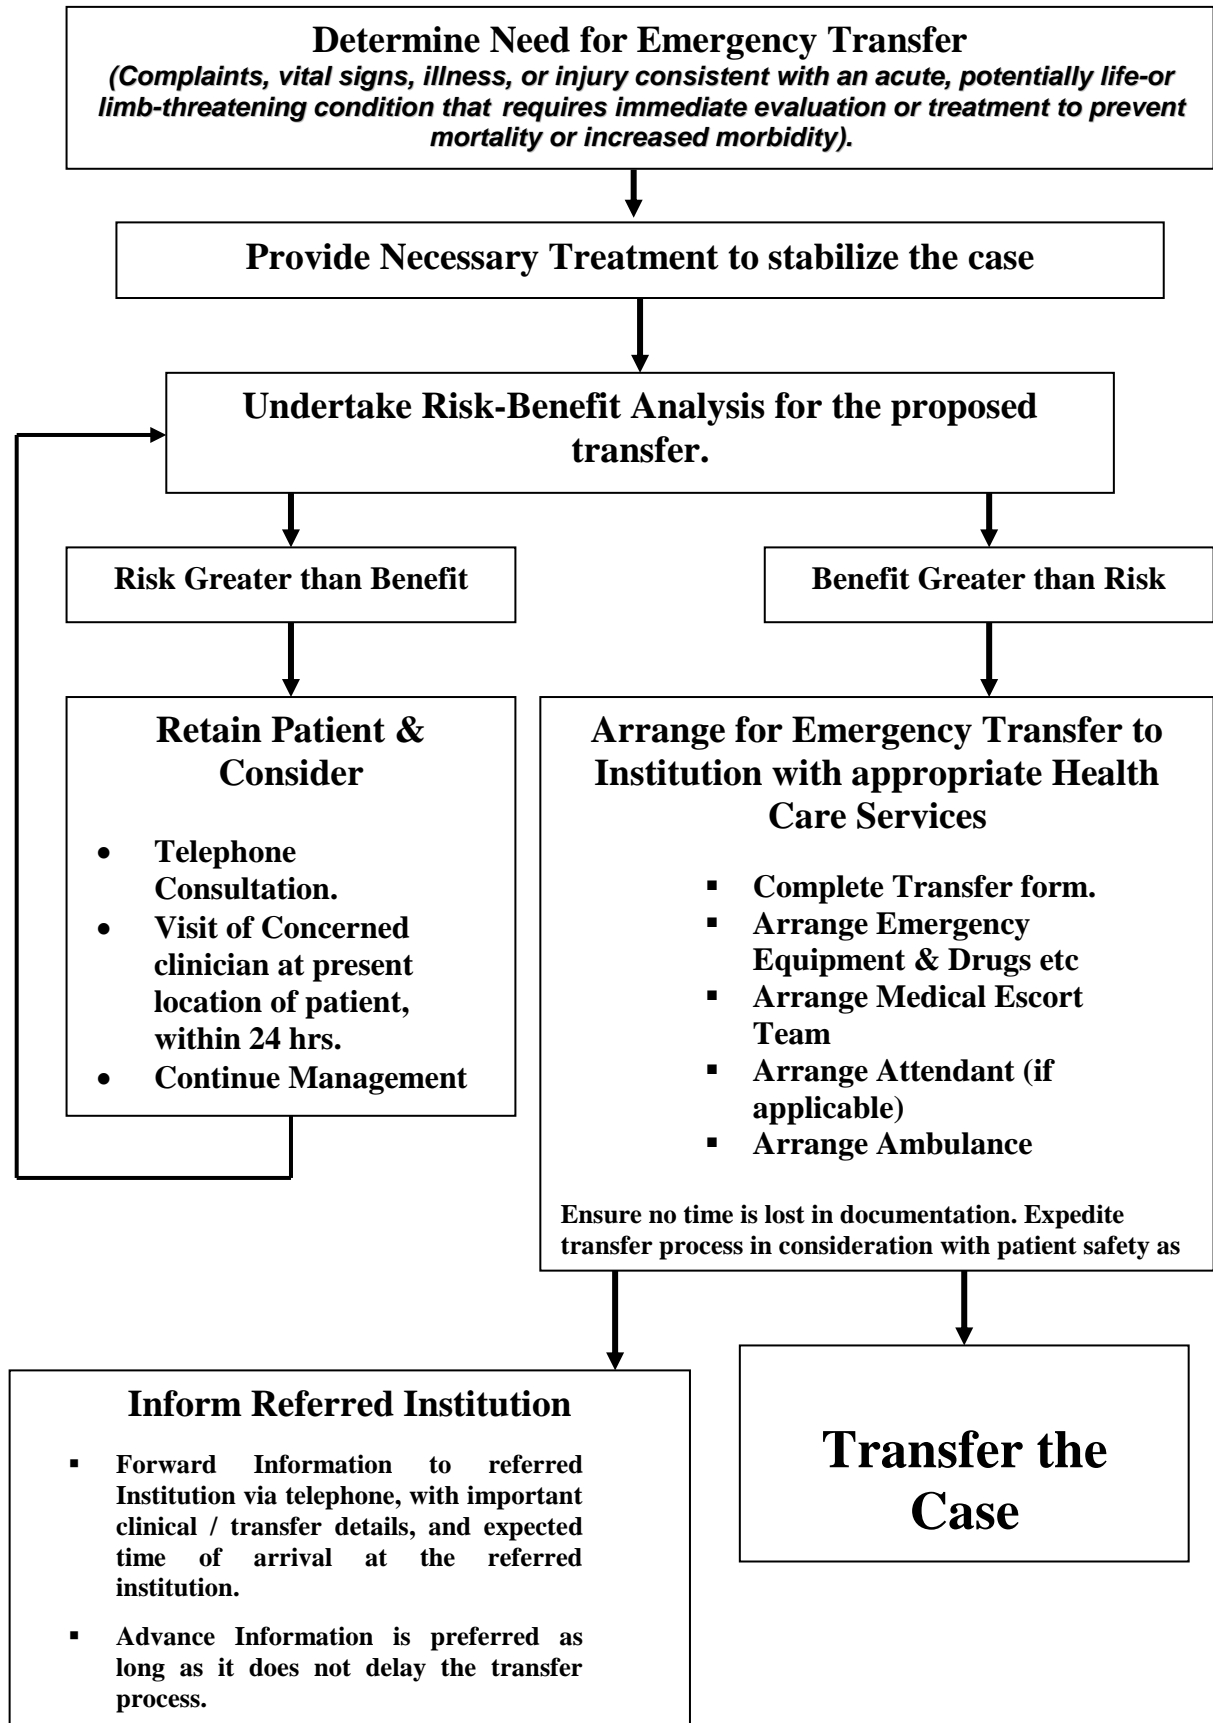 Determine Need for Emergency Transfer
(Complaints, vital signs, illness, or injury consistent with an acute, potentially life-or
limb-threatening condition that requires immediate evaluation or treatment to prevent
mortality or increased morbidity).
Provide Necessary Treatment to stabilize the case
Undertake Risk-Benefit Analysis for the proposed
transfer.
Risk Greater than Benefit
Benefit Greater than Risk
Retain Patient &
Consider
• Telephone
Consultation.
• Visit of Concerned
clinician at present
location of patient,
within 24 hrs.
• Continue Management
Arrange for Emergency Transfer to
Institution with appropriate Health
Care Services
▪ Complete Transfer form.
▪ Arrange Emergency
Equipment & Drugs etc
▪ Arrange Medical Escort
Team
▪ Arrange Attendant (if
applicable)
▪ Arrange Ambulance
Ensure no time is lost in documentation. Expedite
transfer process in consideration with patient safety as
Inform Referred Institution
▪ Forward Information to referred
Institution via telephone, with important
clinical / transfer details, and expected
time of arrival at the referred
institution.
▪ Advance Information is preferred as
long as it does not delay the transfer
process.
Transfer the
Case